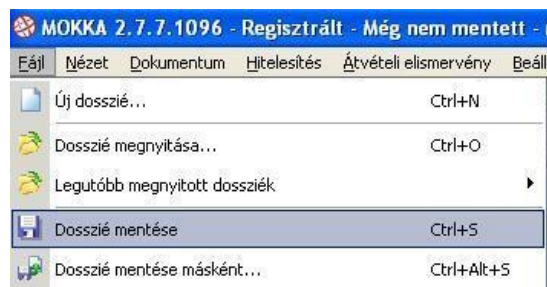 MOKKA 2.7.7.1096 - Regisztrált - Még nem mentett -
Fájl Nézet Dokumentum Hitelesítés Átvételi elismervény Beáll
Új dosszié... Ctrl+N
Dosszié megnyitása... Ctrl+O
Legutóbb megnyitott dossziék
Dosszié mentése Ctrl+S
Dosszié mentése másként... Ctrl+Alt+S